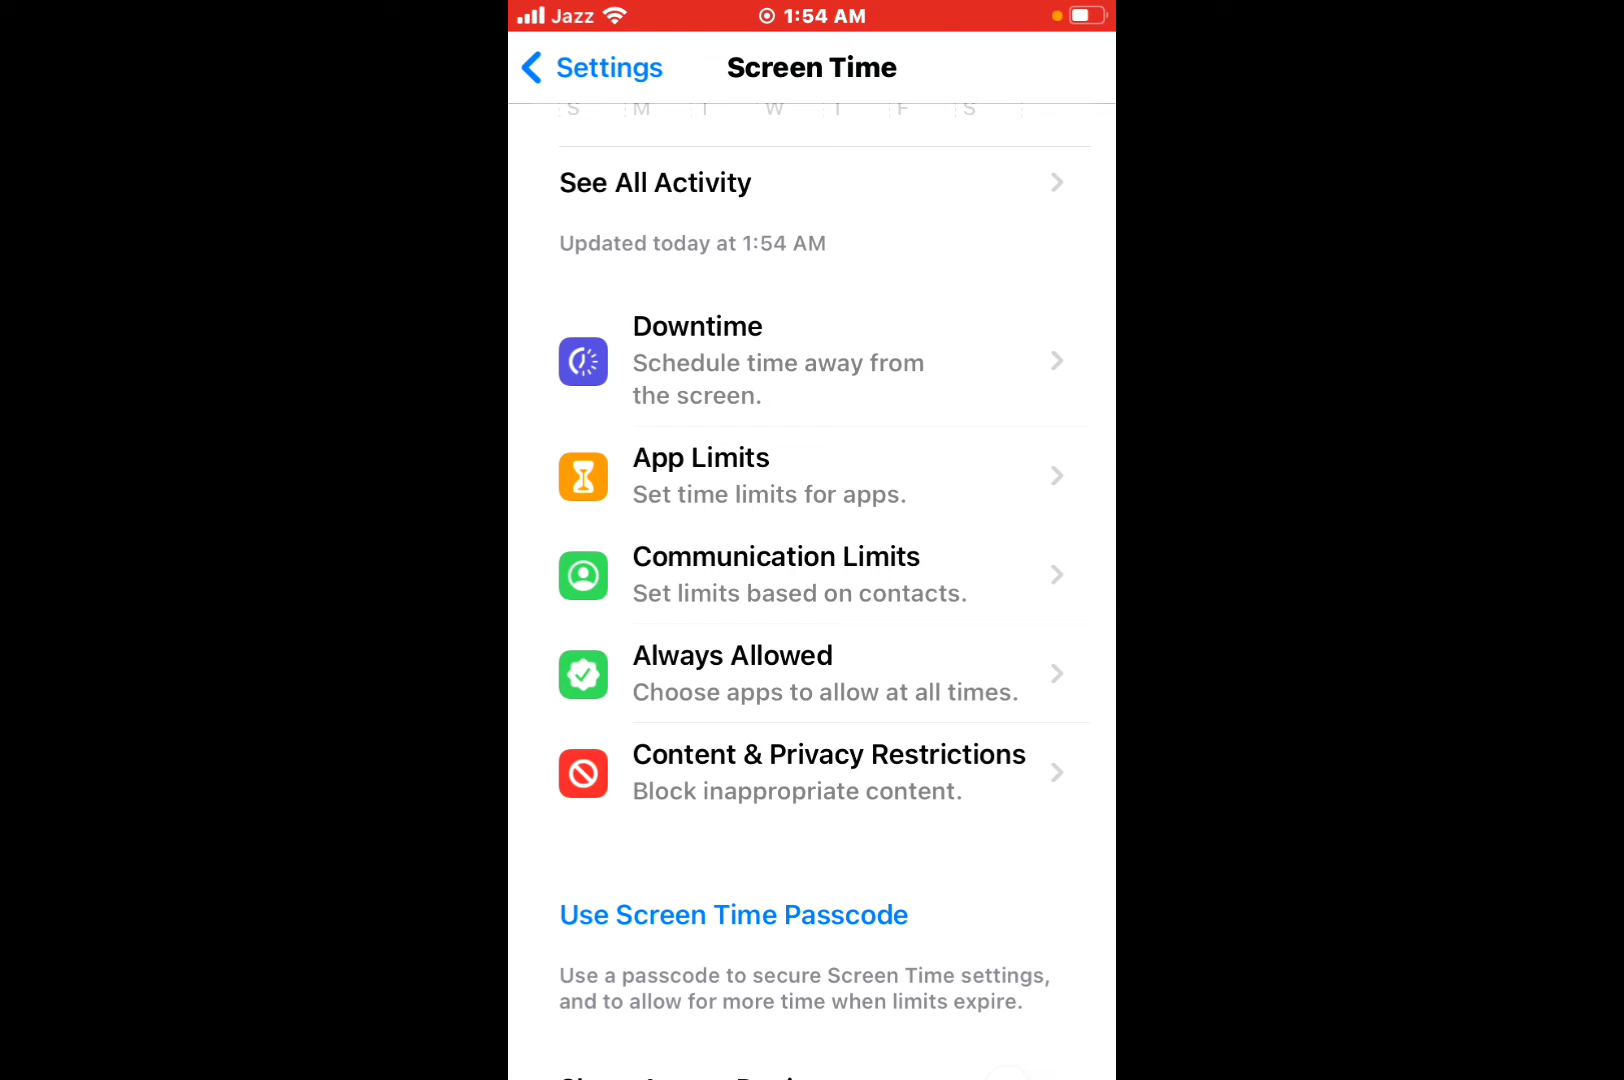 Jazz 1:54 AM
Settings Screen Time
S M T W T F S
See All Activity
Updated today at 1:54 AM
Downtime
Schedule time away from
the screen.
App Limits
Set time limits for apps.
Communication Limits
Set limits based on contacts.
Always Allowed
Choose apps to allow at all times.
Content & Privacy Restrictions
Block inappropriate content.
Use Screen Time Passcode
Use a passcode to secure Screen Time settings,
and to allow for more time when limits expire.